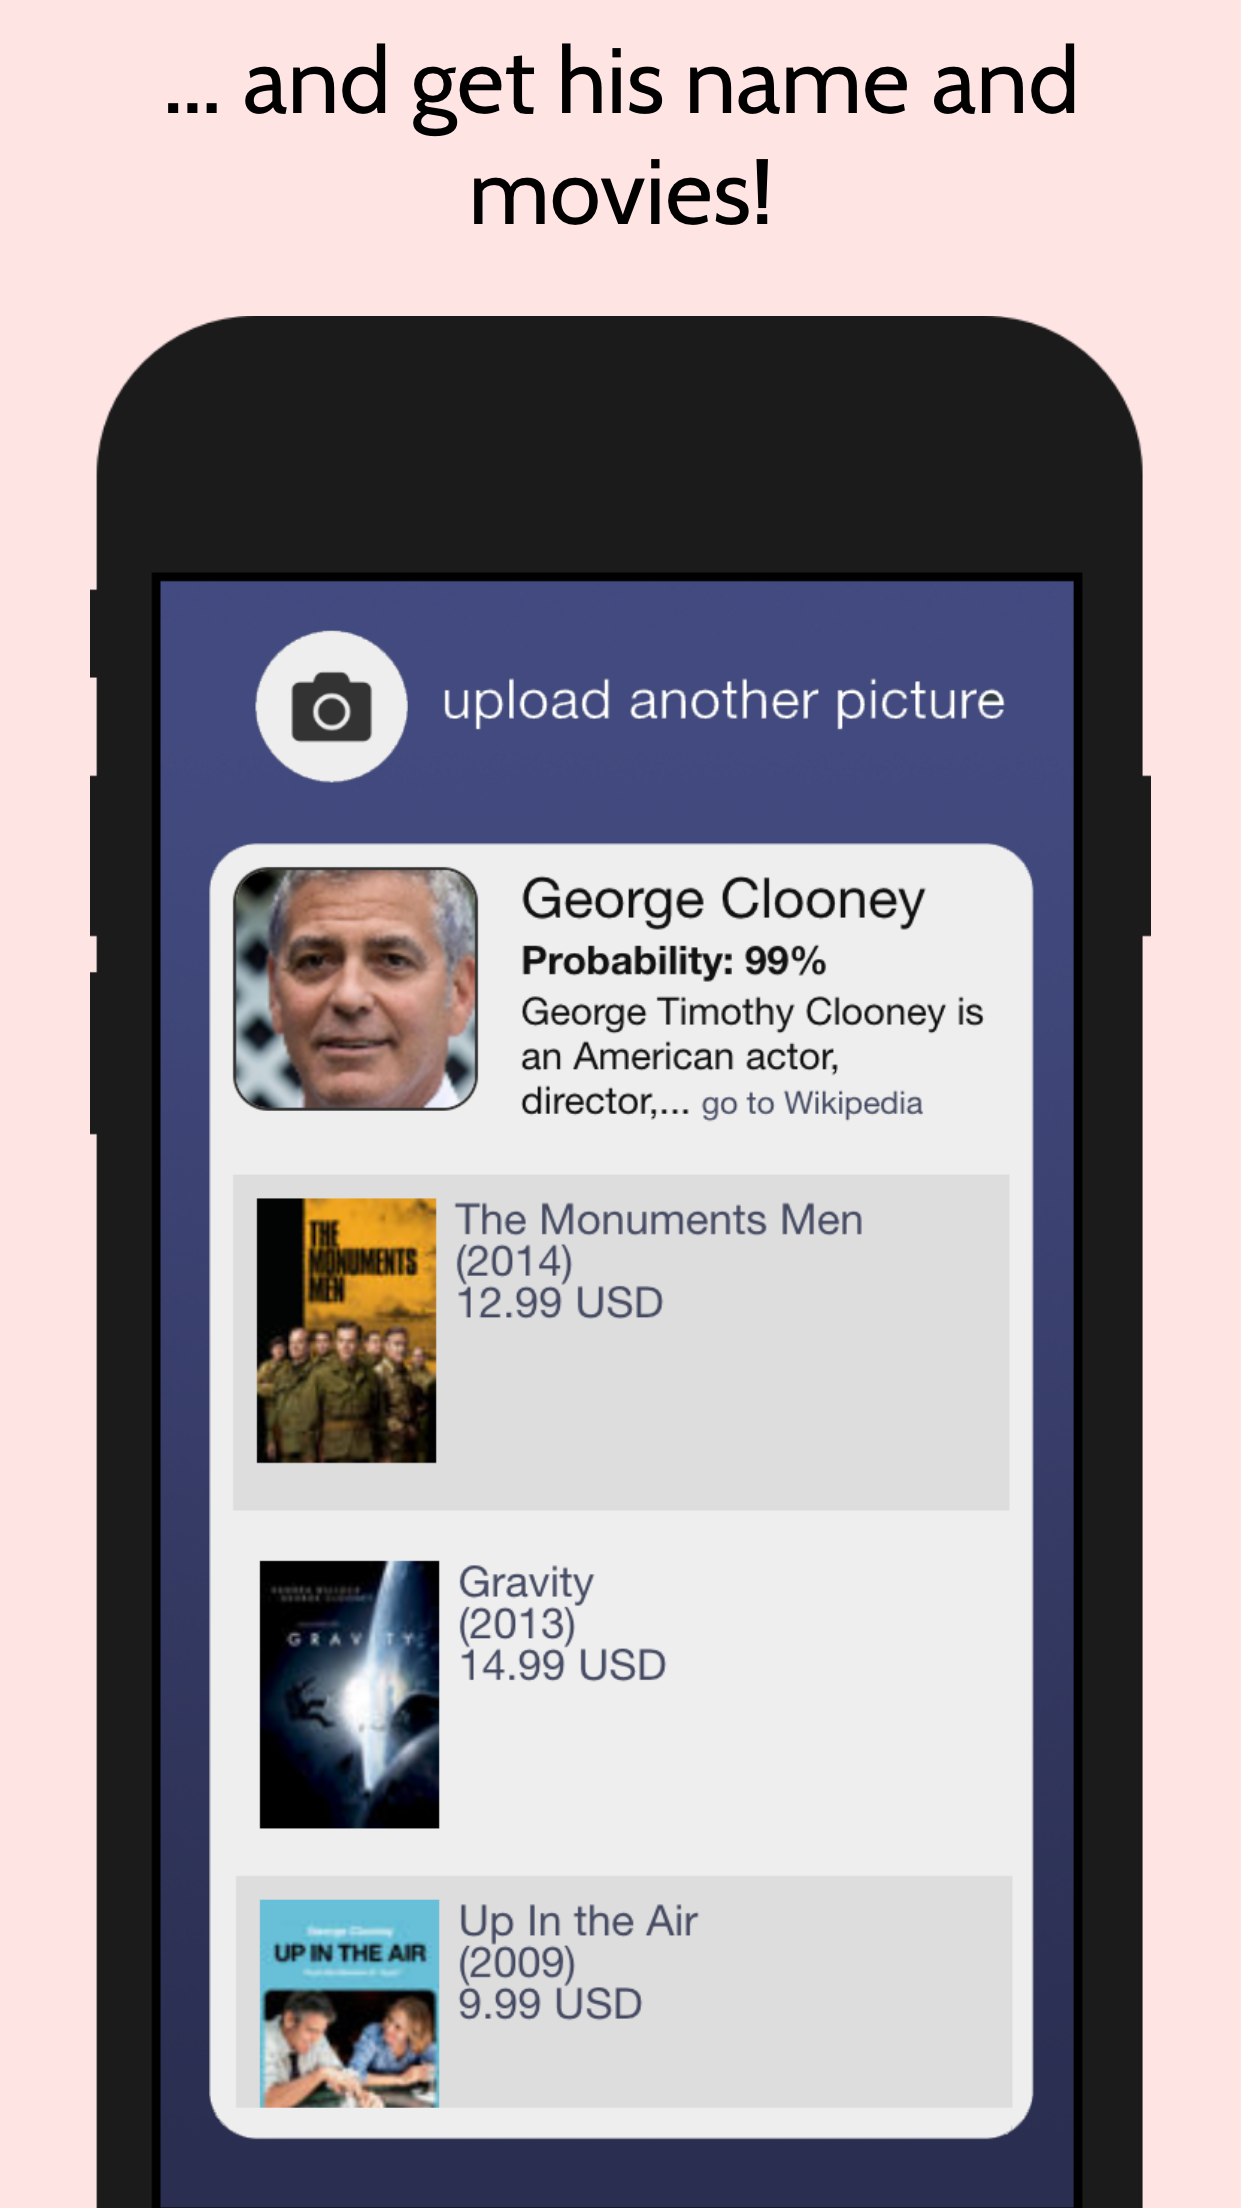 ... and get his name and
movies!
upload another picture
George Clooney
Probability: 99%
George Timothy Clooney is
an American actor,
director,... go to Wikipedia
THE
MONUMENTS
MEN
The Monuments Men
(2014)
12.99 USD
GRAVITY
Gravity
(2013)
14.99 USD
George Clooney
UP IN THE AIR
Up In the Air
(2009)
9.99 USD